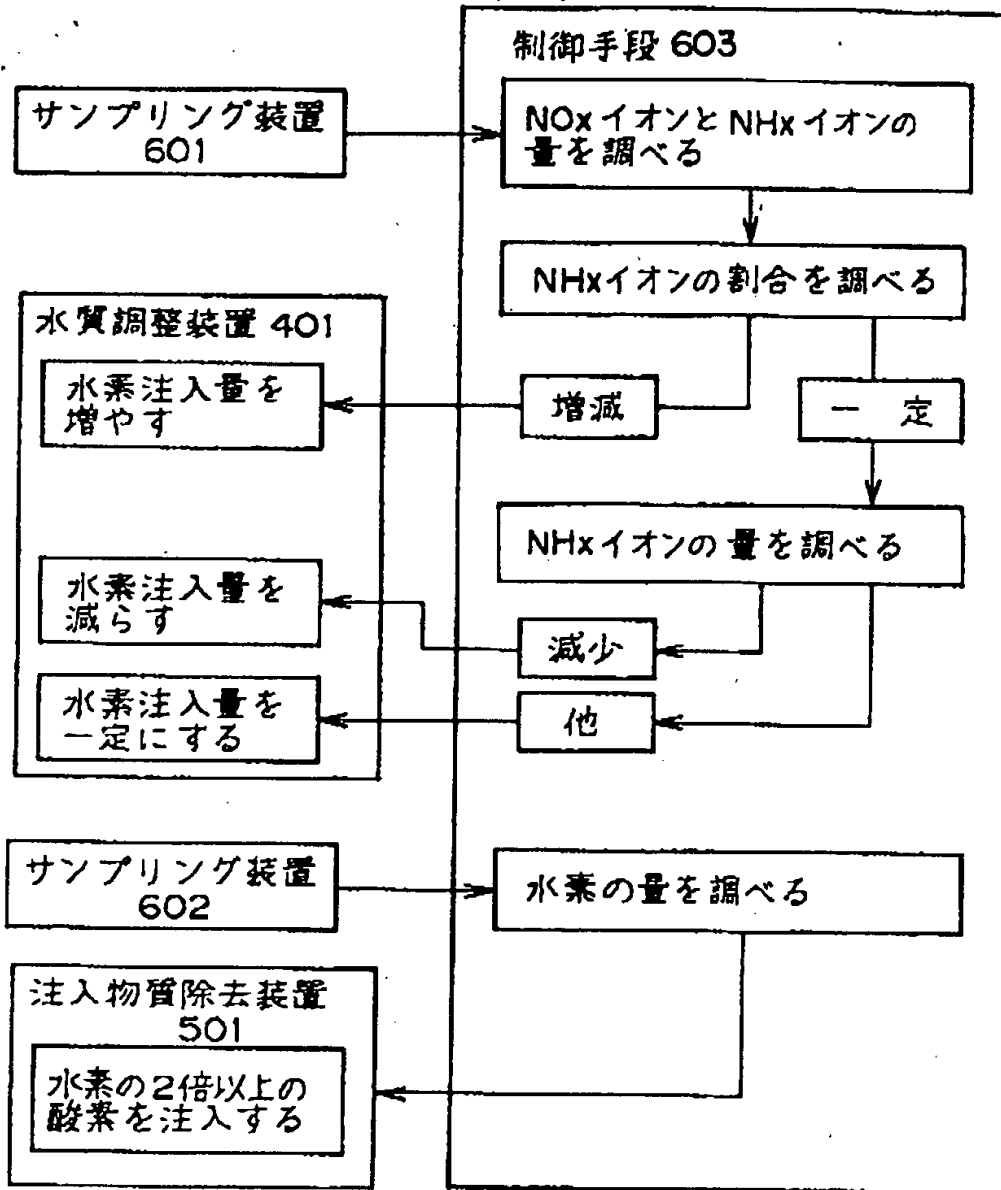 制御手段 603
サンプリング装置
601
NOxイオンとNHxイオンの
量を調べる
NHxイオンの割合を調べる
水質調整装置 401
水素注入量を
増やす
増減
一定
NHxイオンの量を調べる
水素注入量を
減らす
減少
水素注入量を
一定にする
他
サンプリング装置
602
水素の量を調べる
注入物質除去装置
501
水素の2倍以上の
酸素を注入する